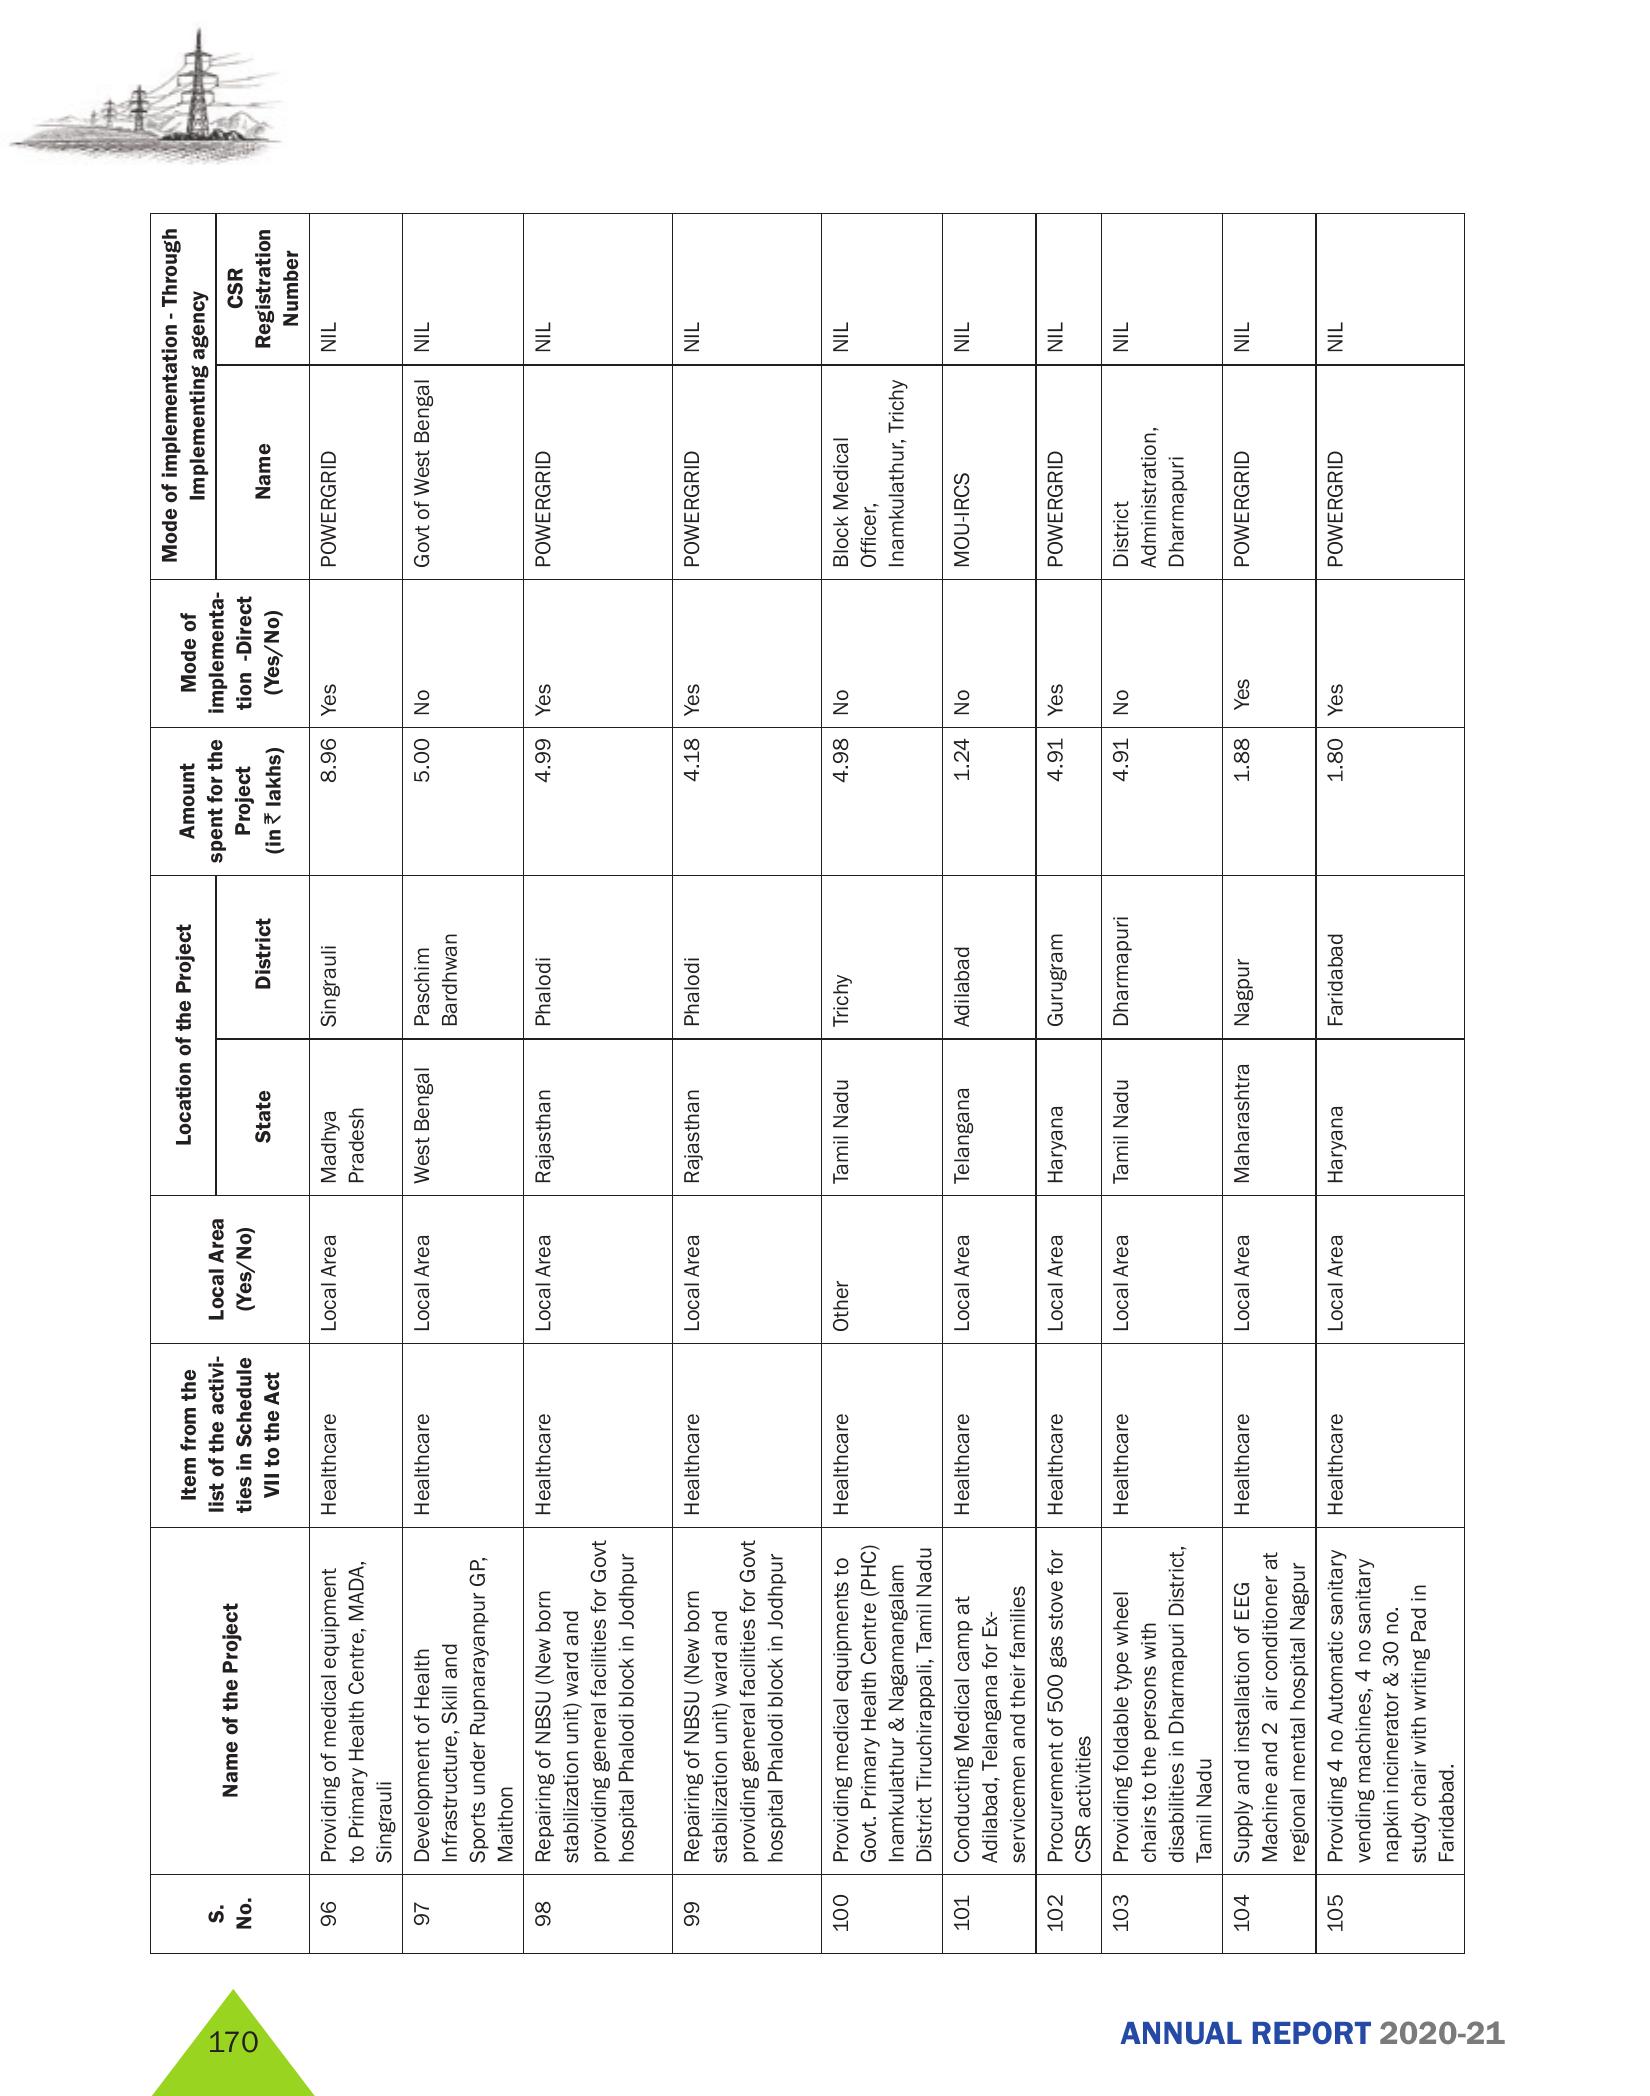 S.
No.
Name of the Project
Item from the
list of the activi-
ties in Schedule
VII to the Act
Local Area
(Yes/No)
Location of the Project
State
District
Amount
spent for the
Project
(in ₹ lakhs)
Mode of
implementa-
tion -Direct
(Yes/No)
Mode of implementation - Through
Implementing agency
Name
CSR
Registration
Number
96
Providing of medical equipment
to Primary Health Centre, MADA,
Singrauli
Healthcare
Local Area
Madhya
Pradesh
Singrauli
8.96
Yes
POWERGRID
NIL
97
Development of Health
Infrastructure, Skill and
Sports under Rupnarayanpur GP,
Maithon
Healthcare
Local Area
West Bengal
Paschim
Bardhwan
5.00
No
Govt of West Bengal
NIL
98
Repairing of NBSU (New born
stabilization unit) ward and
providing general facilities for Govt
hospital Phalodi block in Jodhpur
Healthcare
Local Area
Rajasthan
Phalodi
4.99
Yes
POWERGRID
NIL
99
Repairing of NBSU (New born
stabilization unit) ward and
providing general facilities for Govt
hospital Phalodi block in Jodhpur
Healthcare
Local Area
Rajasthan
Phalodi
4.18
Yes
POWERGRID
NIL
100
Providing medical equipments to
Govt. Primary Health Centre (PHC)
Inamkulathur & Nagamangalam
District Tiruchirappali, Tamil Nadu
Healthcare
Other
Tamil Nadu
Trichy
4.98
No
Block Medical
Officer,
Inamkulathur, Trichy
NIL
101
Conducting Medical camp at
Adilabad, Telangana for Ex-
servicemen and their families
Healthcare
Local Area
Telangana
Adilabad
1.24
No
MOU-IRCS
NIL
102
Procurement of 500 gas stove for
CSR activities
Healthcare
Local Area
Haryana
Gurugram
4.91
Yes
POWERGRID
NIL
103
Providing foldable type wheel
chairs to the persons with
disabilities in Dharmapuri District,
Tamil Nadu
Healthcare
Local Area
Tamil Nadu
Dharmapuri
4.91
No
District
Administration,
Dharmapuri
NIL
104
Supply and installation of EEG
Machine and 2 air conditioner at
regional mental hospital Nagpur
Healthcare
Local Area
Maharashtra
Nagpur
1.88
Yes
POWERGRID
NIL
105
Providing 4 no Automatic sanitary
vending machines, 4 no sanitary
napkin incinerator & 30 no.
study chair with writing Pad in
Faridabad.
Healthcare
Local Area
Haryana
Faridabad
1.80
Yes
POWERGRID
NIL
170
ANNUAL REPORT 2020-21